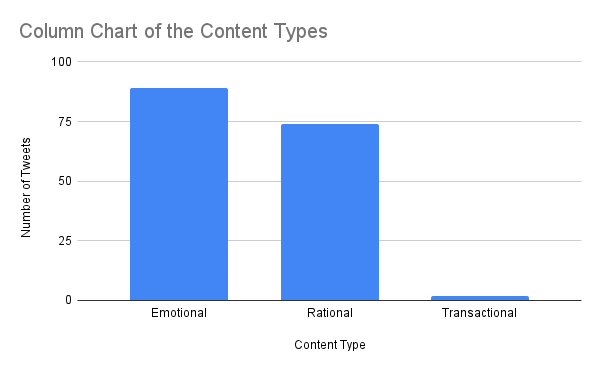 Column Chart of the Content Types
Number of Tweets
100
75
50
25
0
Emotional
Rational
Transactional
Content Type